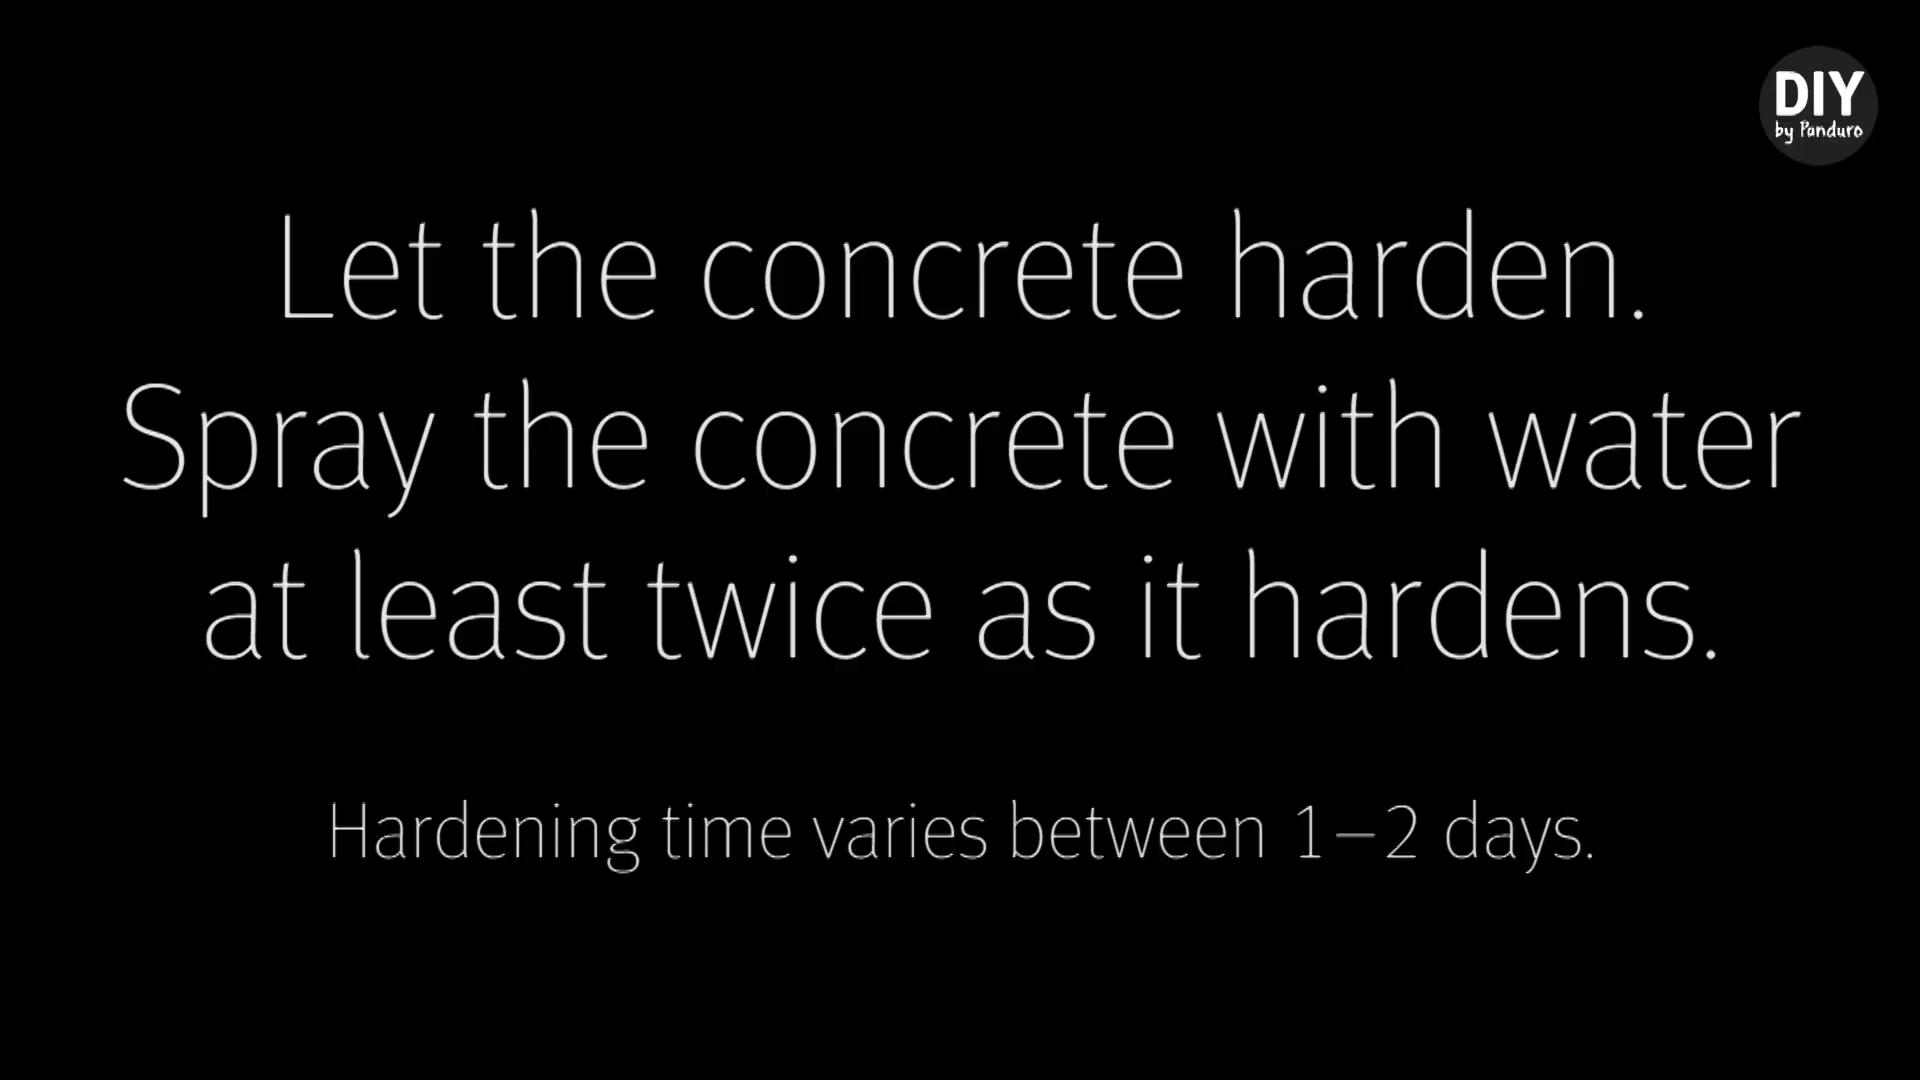 DIY
by Panduro
Let the concrete harden.
Spray the concrete with water
at least twice as it hardens.
Hardening time varies between 1–2 days.